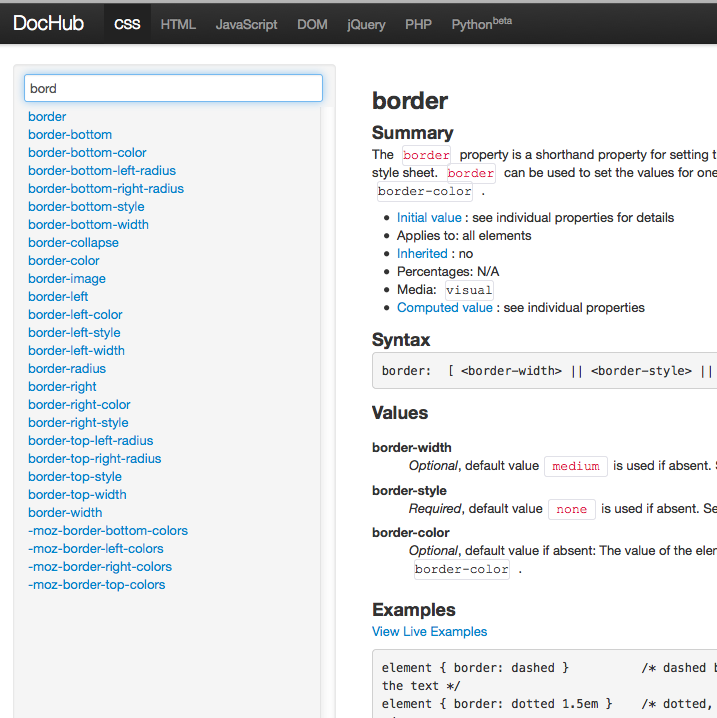 DocHub CSS HTML JavaScript DOM jQuery PHP Python beta
bord
border
border-bottom
border-bottom-color
border-bottom-left-radius
border-bottom-right-radius
border-bottom-style
border-bottom-width
border-collapse
border-color
border-image
border-left
border-left-color
border-left-style
border-left-width
border-radius
border-right
border-right-color
border-right-style
border-top-left-radius
border-top-right-radius
border-top-style
border-top-width
border-width
-moz-border-bottom-colors
-moz-border-left-colors
-moz-border-right-colors
-moz-border-top-colors
border
Summary
The border property is a shorthand property for setting
style sheet. border can be used to set the values for one
border-color .
Initial value : see individual properties for details
Applies to: all elements
Inherited : no
Percentages: N/A
Media: visual
Computed value : see individual properties
Syntax
border: [ <border-width> || <border-style> ||
Values
border-width
Optional, default value medium is used if absent.
border-style
Required, default value none is used if absent. Se
border-color
Optional, default value if absent: The value of the
border-color .
Examples
View Live Examples
element { border: dashed } /* dashed
the text */
element { border: dotted 1.5em } /* dotted,